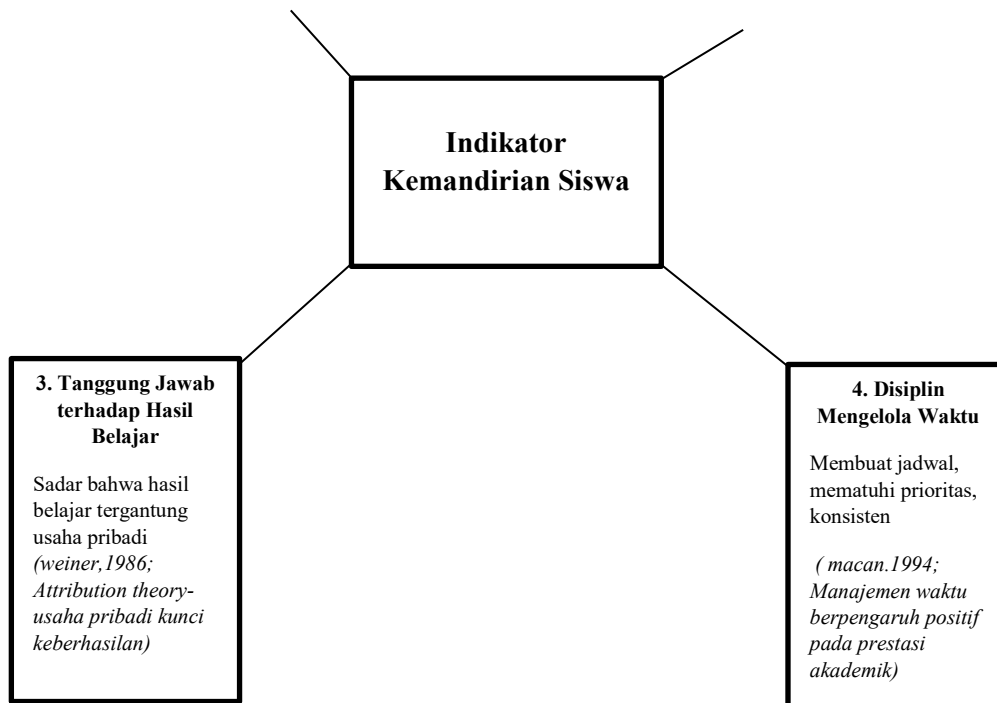 Indikator
Kemandirian Siswa
3. Tanggung Jawab
terhadap Hasil
Belajar
Sadar bahwa hasil
belajar tergantung
usaha pribadi
(weiner,1986;
Attribution theory-
usaha pribadi kunci
keberhasilan)
4. Disiplin
Mengelola Waktu
Membuat jadwal,
mematuhi prioritas,
konsisten
( macan.1994;
Manajemen waktu
berpengaruh positif
pada prestasi
akademik)